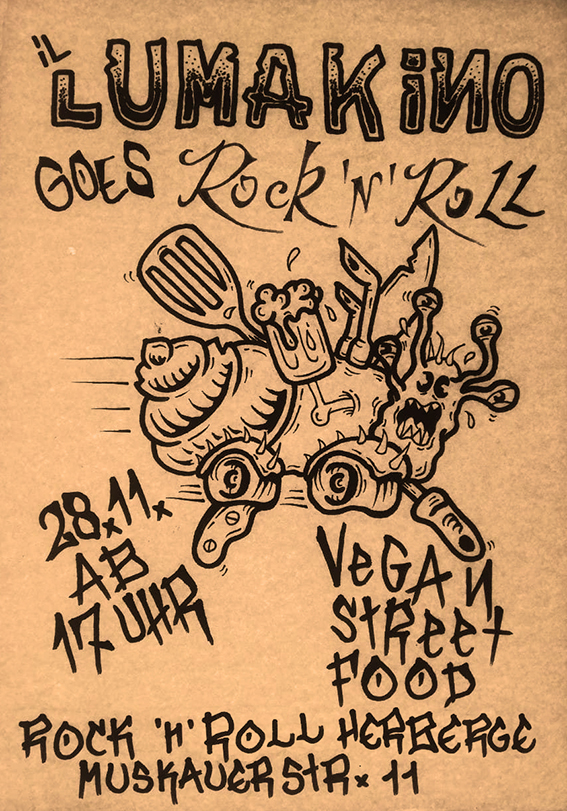 iL
LUMAKiNO
GOES Rock 'N' Roll
28.11.
AB
17 UHR
VeGAN
StReet
FOOD
ROCK 'N' ROLL HERBERGE
MUSKAUER StR. 11